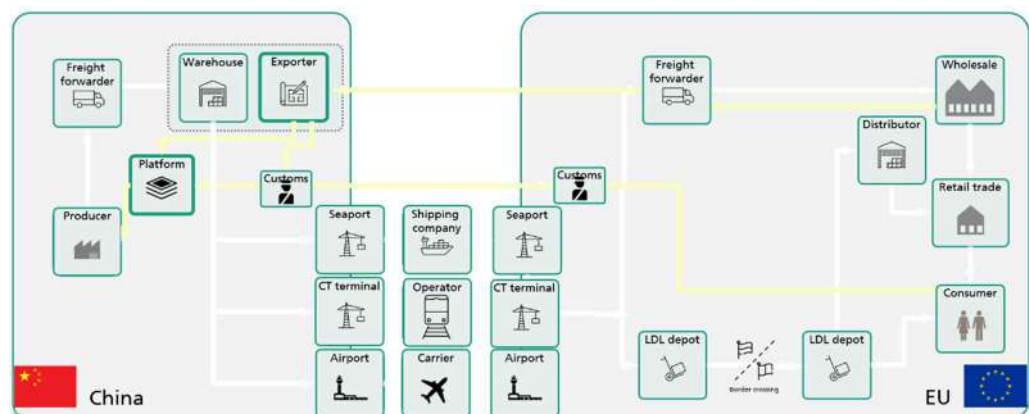 Freight
forwarder
Warehouse
Exporter
Platform
Customs
Producer
Seaport
Shipping
company
Seaport
CT terminal
Operator
CT terminal
Airport
Carrier
Airport
China
Freight
forwarder
Wholesale
Distributor
Customs
Retail trade
Consumer
LDL depot
Border crossing
LDL depot
EU